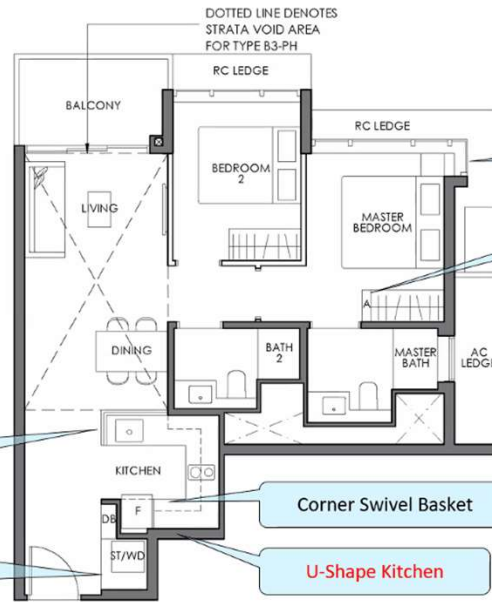 DOTTED LINE DENOTES
STRATA VOID AREA
FOR TYPE B3-PH
RC LEDGE
BALCONY
RC LEDGE
BEDROOM
2
LIVING
MASTER
BEDROOM
A
DINING
BATH
2
MASTER
BATH
AC
LEDGE
KITCHEN
F
DB
ST/WD
Corner Swivel Basket
U-Shape Kitchen